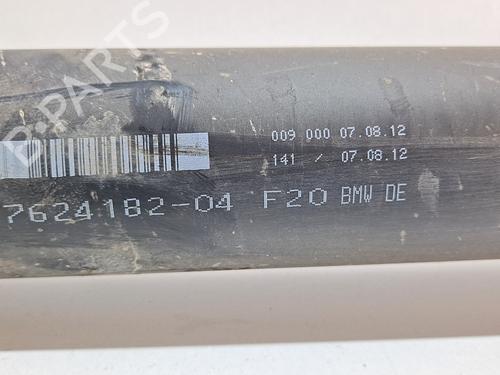 B-PARTS
009 000 07.08.12
141 / 07.08.12
7624182-04 F20 BMW DE